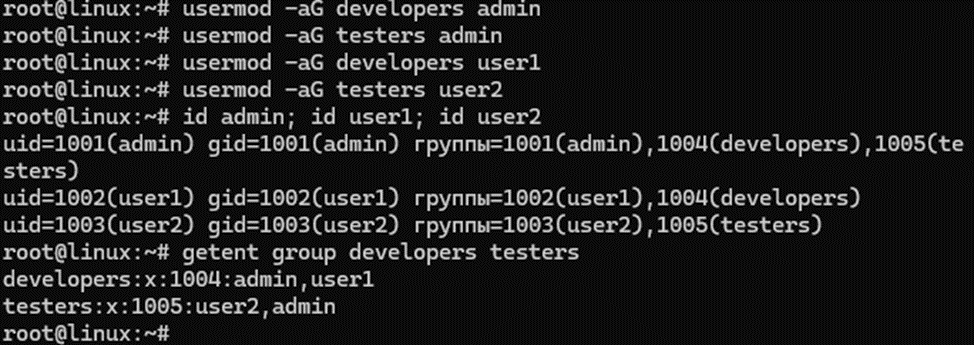 root@linux:~# usermod -aG developers admin
root@linux:~# usermod -aG testers admin
root@linux:~# usermod -aG developers user1
root@linux:~# usermod -aG testers user2
root@linux:~# id admin; id user1; id user2
uid=1001(admin) gid=1001(admin) группы=1001(admin),1004(developers),1005(te
sters)
uid=1002(user1) gid=1002(user1) группы=1002(user1),1004(developers)
uid=1003(user2) gid=1003(user2) группы=1003(user2),1005(testers)
root@linux:~# getent group developers testers
developers:x:1004:admin,user1
testers:x:1005:user2,admin
root@linux:~#